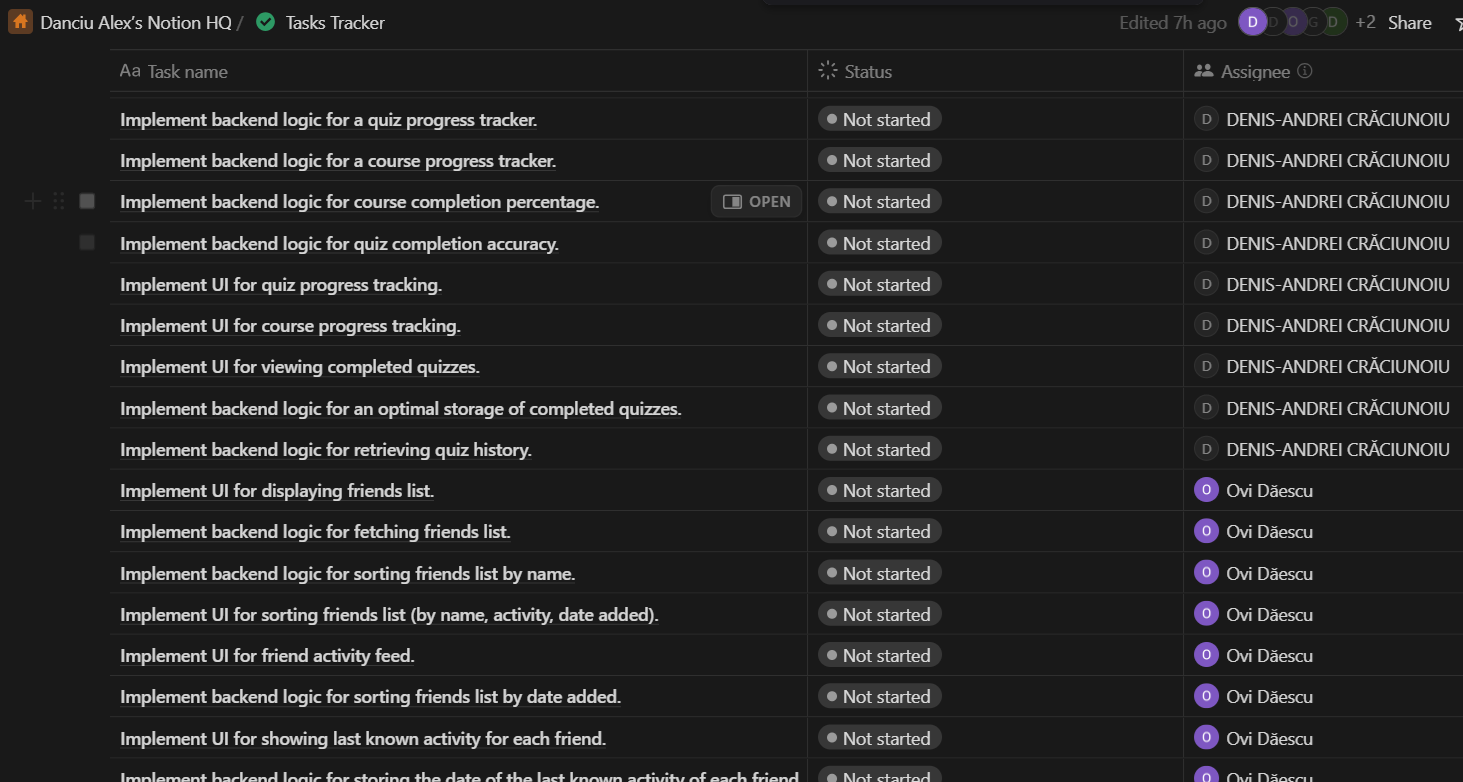 Danciu Alex’s Notion HQ / Tasks Tracker Edited 7h ago D D O G D +2 Share
Aa Task name Status Assignee
Implement backend logic for a quiz progress tracker. Not started D DENIS-ANDREI CRĂCIUNOIU
Implement backend logic for a course progress tracker. Not started D DENIS-ANDREI CRĂCIUNOIU
Implement backend logic for course completion percentage. OPEN Not started D DENIS-ANDREI CRĂCIUNOIU
Implement backend logic for quiz completion accuracy. Not started D DENIS-ANDREI CRĂCIUNOIU
Implement UI for quiz progress tracking. Not started D DENIS-ANDREI CRĂCIUNOIU
Implement UI for course progress tracking. Not started D DENIS-ANDREI CRĂCIUNOIU
Implement UI for viewing completed quizzes. Not started D DENIS-ANDREI CRĂCIUNOIU
Implement backend logic for an optimal storage of completed quizzes. Not started D DENIS-ANDREI CRĂCIUNOIU
Implement backend logic for retrieving quiz history. Not started D DENIS-ANDREI CRĂCIUNOIU
Implement UI for displaying friends list. Not started O Ovi Dăescu
Implement backend logic for fetching friends list. Not started O Ovi Dăescu
Implement backend logic for sorting friends list by name. Not started O Ovi Dăescu
Implement UI for sorting friends list (by name, activity, date added). Not started O Ovi Dăescu
Implement UI for friend activity feed. Not started O Ovi Dăescu
Implement backend logic for sorting friends list by date added. Not started O Ovi Dăescu
Implement UI for showing last known activity for each friend. Not started O Ovi Dăescu
Implement backend logic for storing the date of the last known activity of each friend Not started O Ovi Dăescu